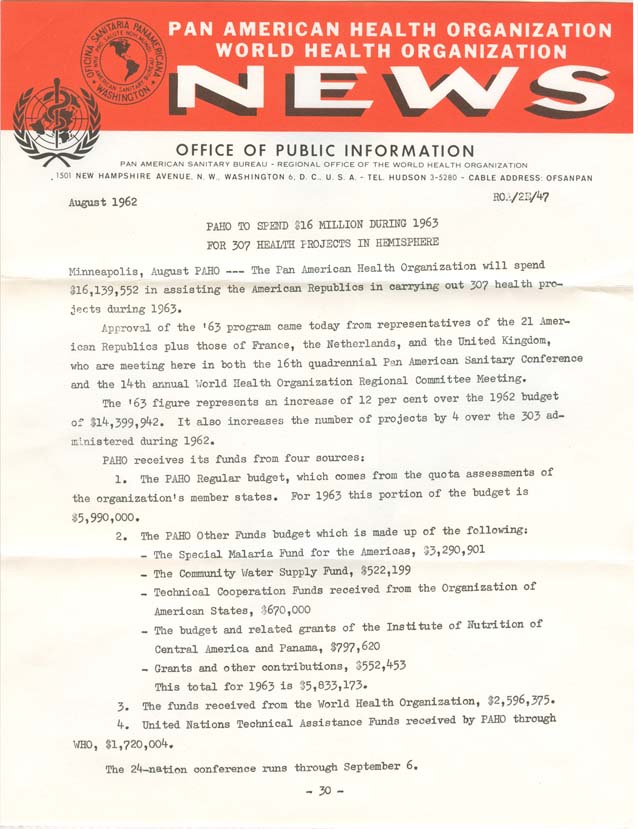 PAN AMERICAN HEALTH ORGANIZATION
WORLD HEALTH ORGANIZATION
NEWS
OFICINA SANITARIA PANAMERICANA
PRO SALUTE NOVI MUNDI
PAN AMERICAN SANITARY BUREAU
WASHINGTON
OFFICE OF PUBLIC INFORMATION
PAN AMERICAN SANITARY BUREAU - REGIONAL OFFICE OF THE WORLD HEALTH ORGANIZATION
1501 NEW HAMPSHIRE AVENUE, N. W., WASHINGTON 6, D. C., U. S. A. - TEL. HUDSON 3-5280 - CABLE ADDRESS: OFSANPAN
August 1962
ROA/2E/47
PAHO TO SPEND $16 MILLION DURING 1963
FOR 307 HEALTH PROJECTS IN HEMISPHERE
Minneapolis, August PAHO --- The Pan American Health Organization will spend
$16,139,552 in assisting the American Republics in carrying out 307 health pro-
jects during 1963.
Approval of the '63 program came today from representatives of the 21 Amer-
ican Republics plus those of France, the Netherlands, and the United Kingdom,
who are meeting here in both the 16th quadrennial Pan American Sanitary Conference
and the 14th annual World Health Organization Regional Committee Meeting.
The '63 figure represents an increase of 12 per cent over the 1962 budget
of $14,399,942. It also increases the number of projects by 4 over the 303 ad-
ministered during 1962.
PAHO receives its funds from four sources:
1. The PAHO Regular budget, which comes from the quota assessments of
the organization's member states. For 1963 this portion of the budget is
$5,990,000.
2. The PAHO Other Funds budget which is made up of the following:
- The Special Malaria Fund for the Americas, $3,290,901
- The Community Water Supply Fund, $522,199
- Technical Cooperation Funds received from the Organization of
American States, $670,000
- The budget and related grants of the Institute of Nutrition of
Central America and Panama, $797,620
- Grants and other contributions, $552,453
This total for 1963 is $5,833,173.
3. The funds received from the World Health Organization, $2,596,375.
4. United Nations Technical Assistance Funds received by PAHO through
WHO, $1,720,004.
The 24-nation conference runs through September 6.
- 30 -